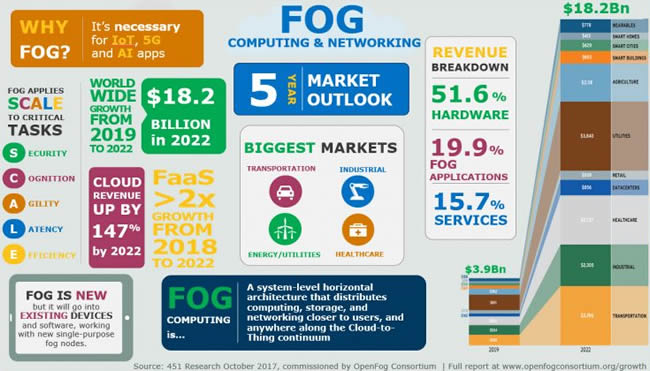 WHY
FOG?
It's necessary
for IoT, 5G
and AI apps
FOG
COMPUTING & NETWORKING
5 YEAR
MARKET
OUTLOOK
FOG APPLIES
SCALE
TO CRITICAL
TASKS
SECURITY
COGNITION
AGILITY
LATENCY
EFFICIENCY
WORLD
WIDE
GROWTH
FROM
2019
TO 2022
$18.2
BILLION
in 2022
CLOUD
REVENUE
UP BY
147%
by 2022
FaaS
>2x
GROWTH
FROM
2018
TO 2022
BIGGEST MARKETS
TRANSPORTATION
INDUSTRIAL
ENERGY/UTILITIES
HEALTHCARE
REVENUE
BREAKDOWN
51.6%
HARDWARE
19.9%
FOG
APPLICATIONS
15.7%
SERVICES
$18.2Bn
$778 WEARABLES
SMART HOMES
$629 SMART CITIES
SMART BUILDINGS
AGRICULTURE
$3,840 UTILITIES
RETAIL
DATACENTERS
HEALTHCARE
$2,305 INDUSTRIAL
TRANSPORTATION
$3.9Bn
2019
2022
FOG IS NEW
but it will go into
EXISTING DEVICES
and software, working
with new single-purpose
fog nodes.
FOG
COMPUTING
is...
A system-level horizontal
architecture that distributes
computing, storage, and
networking closer to users, and
anywhere along the Cloud-to-
Thing continuum
Source: 451 Research October 2017, commissioned by OpenFog Consortium | Full report at www.openfogconsortium.org/growth